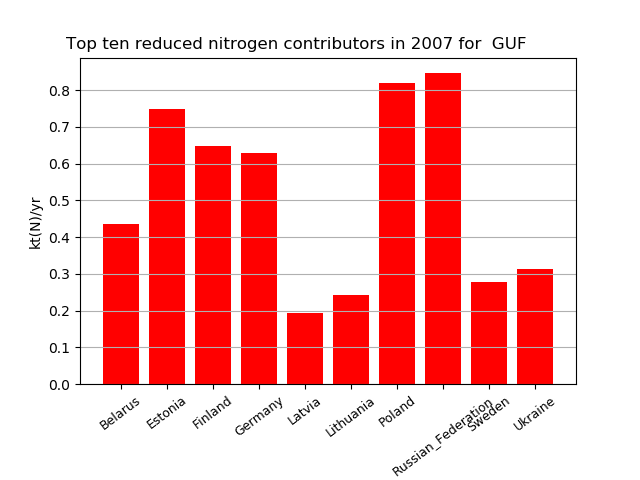 Top ten reduced nitrogen contributors in 2007 for  GUF
kt(N)/yr
0.8
0.7
0.6
0.5
0.4
0.3
0.2
0.1
0.0
Belarus
Estonia
Finland
Germany
Latvia
Lithuania
Poland
Russian_Federation
Sweden
Ukraine